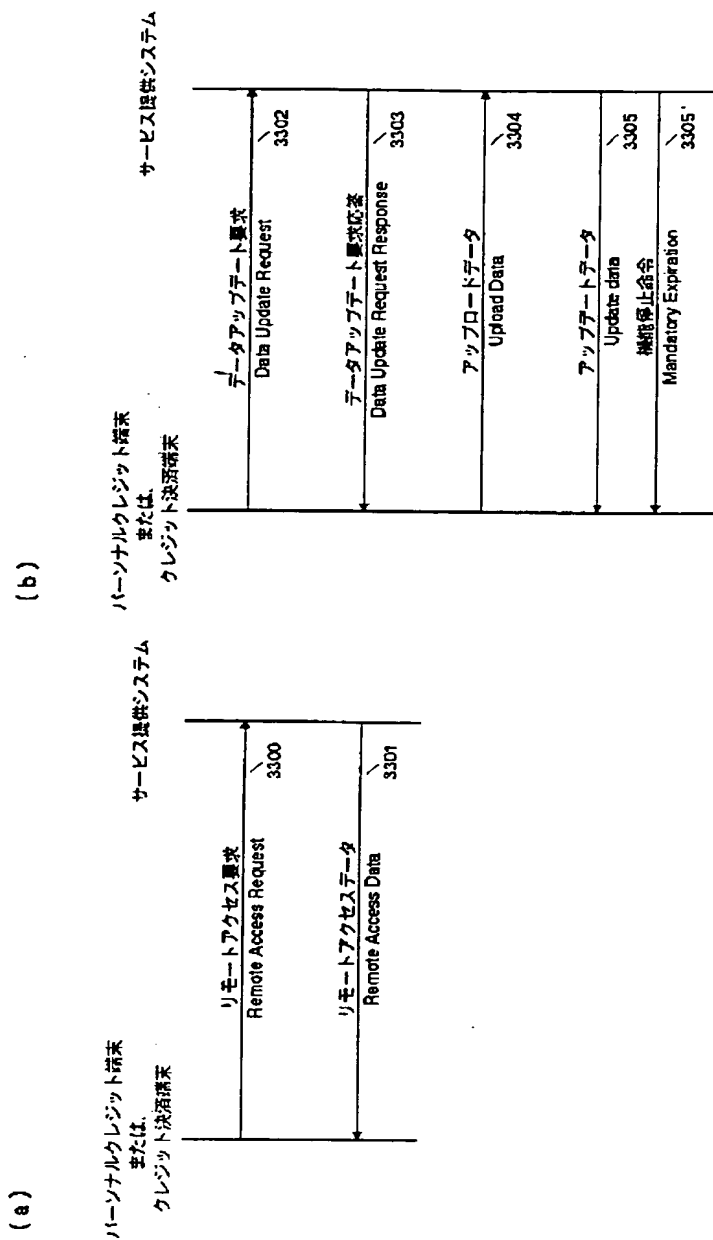 (a)
パーソナルクレジット端末
または、
クレジット決済端末
サービス提供システム
リモートアクセス要求
Remote Access Request
3300
リモートアクセスデータ
Remote Access Data
3301
(b)
パーソナルクレジット端末
または、
クレジット決済端末
サービス提供システム
データアップデート要求
Data Update Request
3302
データアップデート要求応答
Data Update Request Response
3303
アップロードデータ
Upload Data
3304
アップデートデータ
Update data
3305
機能停止命令
Mandatory Expiration
3305'